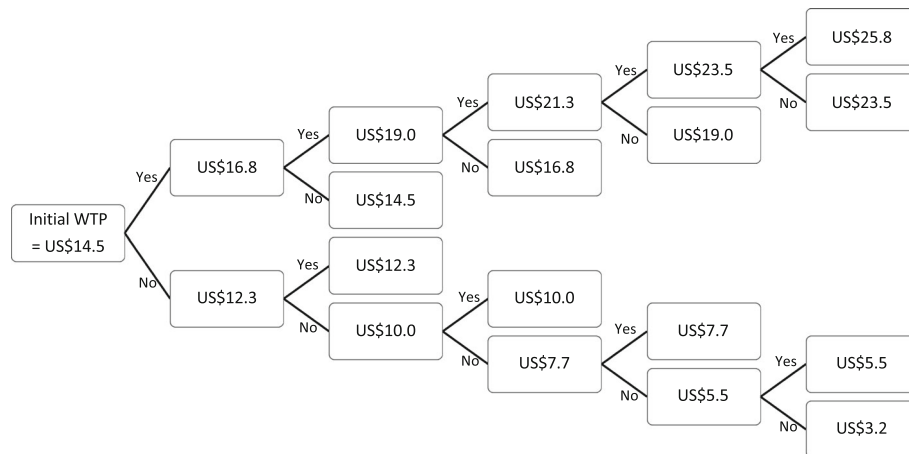 Yes
US$25.8
Yes
US$23.5
No
US$23.5
Yes
US$21.3
Yes
US$19.0
No
US$19.0
Yes
US$16.8
No
US$16.8
No
US$14.5
Initial WTP
= US$14.5
No
US$12.3
Yes
US$12.3
No
US$10.0
Yes
US$10.0
No
US$7.7
Yes
US$7.7
No
US$5.5
Yes
US$5.5
No
US$3.2